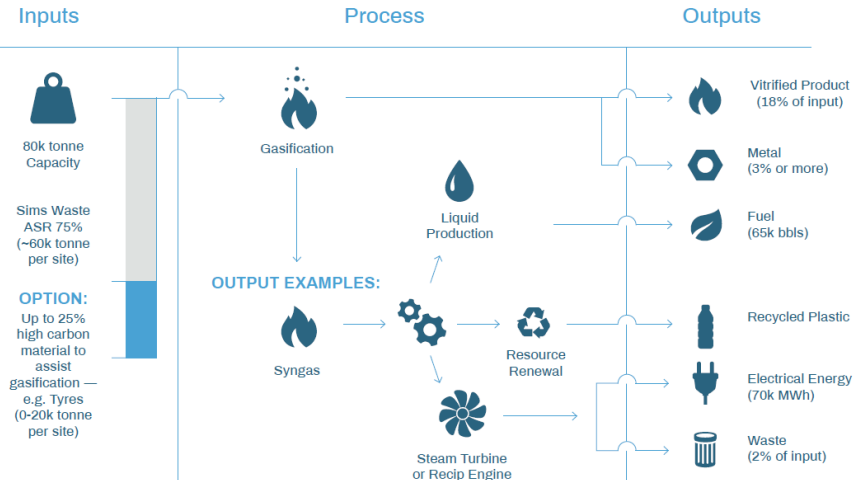 Inputs
Process
Outputs
80k tonne
Capacity
Sims Waste
ASR 75%
(~60k tonne
per site)
OPTION:
Up to 25%
high carbon
material to
assist
gasification —
e.g. Tyres
(0-20k tonne
per site)
Gasification
Liquid
Production
OUTPUT EXAMPLES:
Syngas
Resource
Renewal
Steam Turbine
or Recip Engine
Vitrified Product
(18% of input)
Metal
(3% or more)
Fuel
(65k bbls)
Recycled Plastic
Electrical Energy
(70k MWh)
Waste
(2% of input)